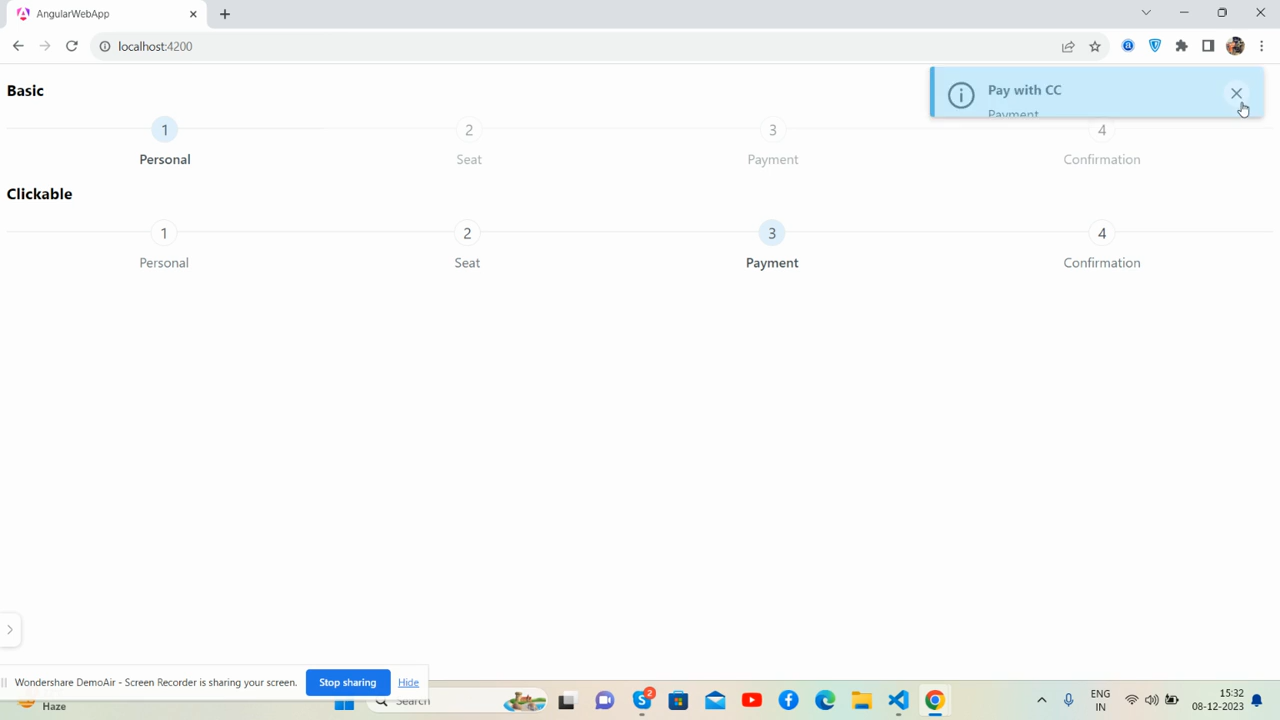 AngularWebApp
localhost:4200
Basic
Pay with CC
Payment
1
2
3
4
Personal
Seat
Payment
Confirmation
Clickable
1
2
3
4
Personal
Seat
Payment
Confirmation
Wondershare DemoAir - Screen Recorder is sharing your screen.
Stop sharing
Hide
Haze
Search
2
ENG
IN
15:32
08-12-2023